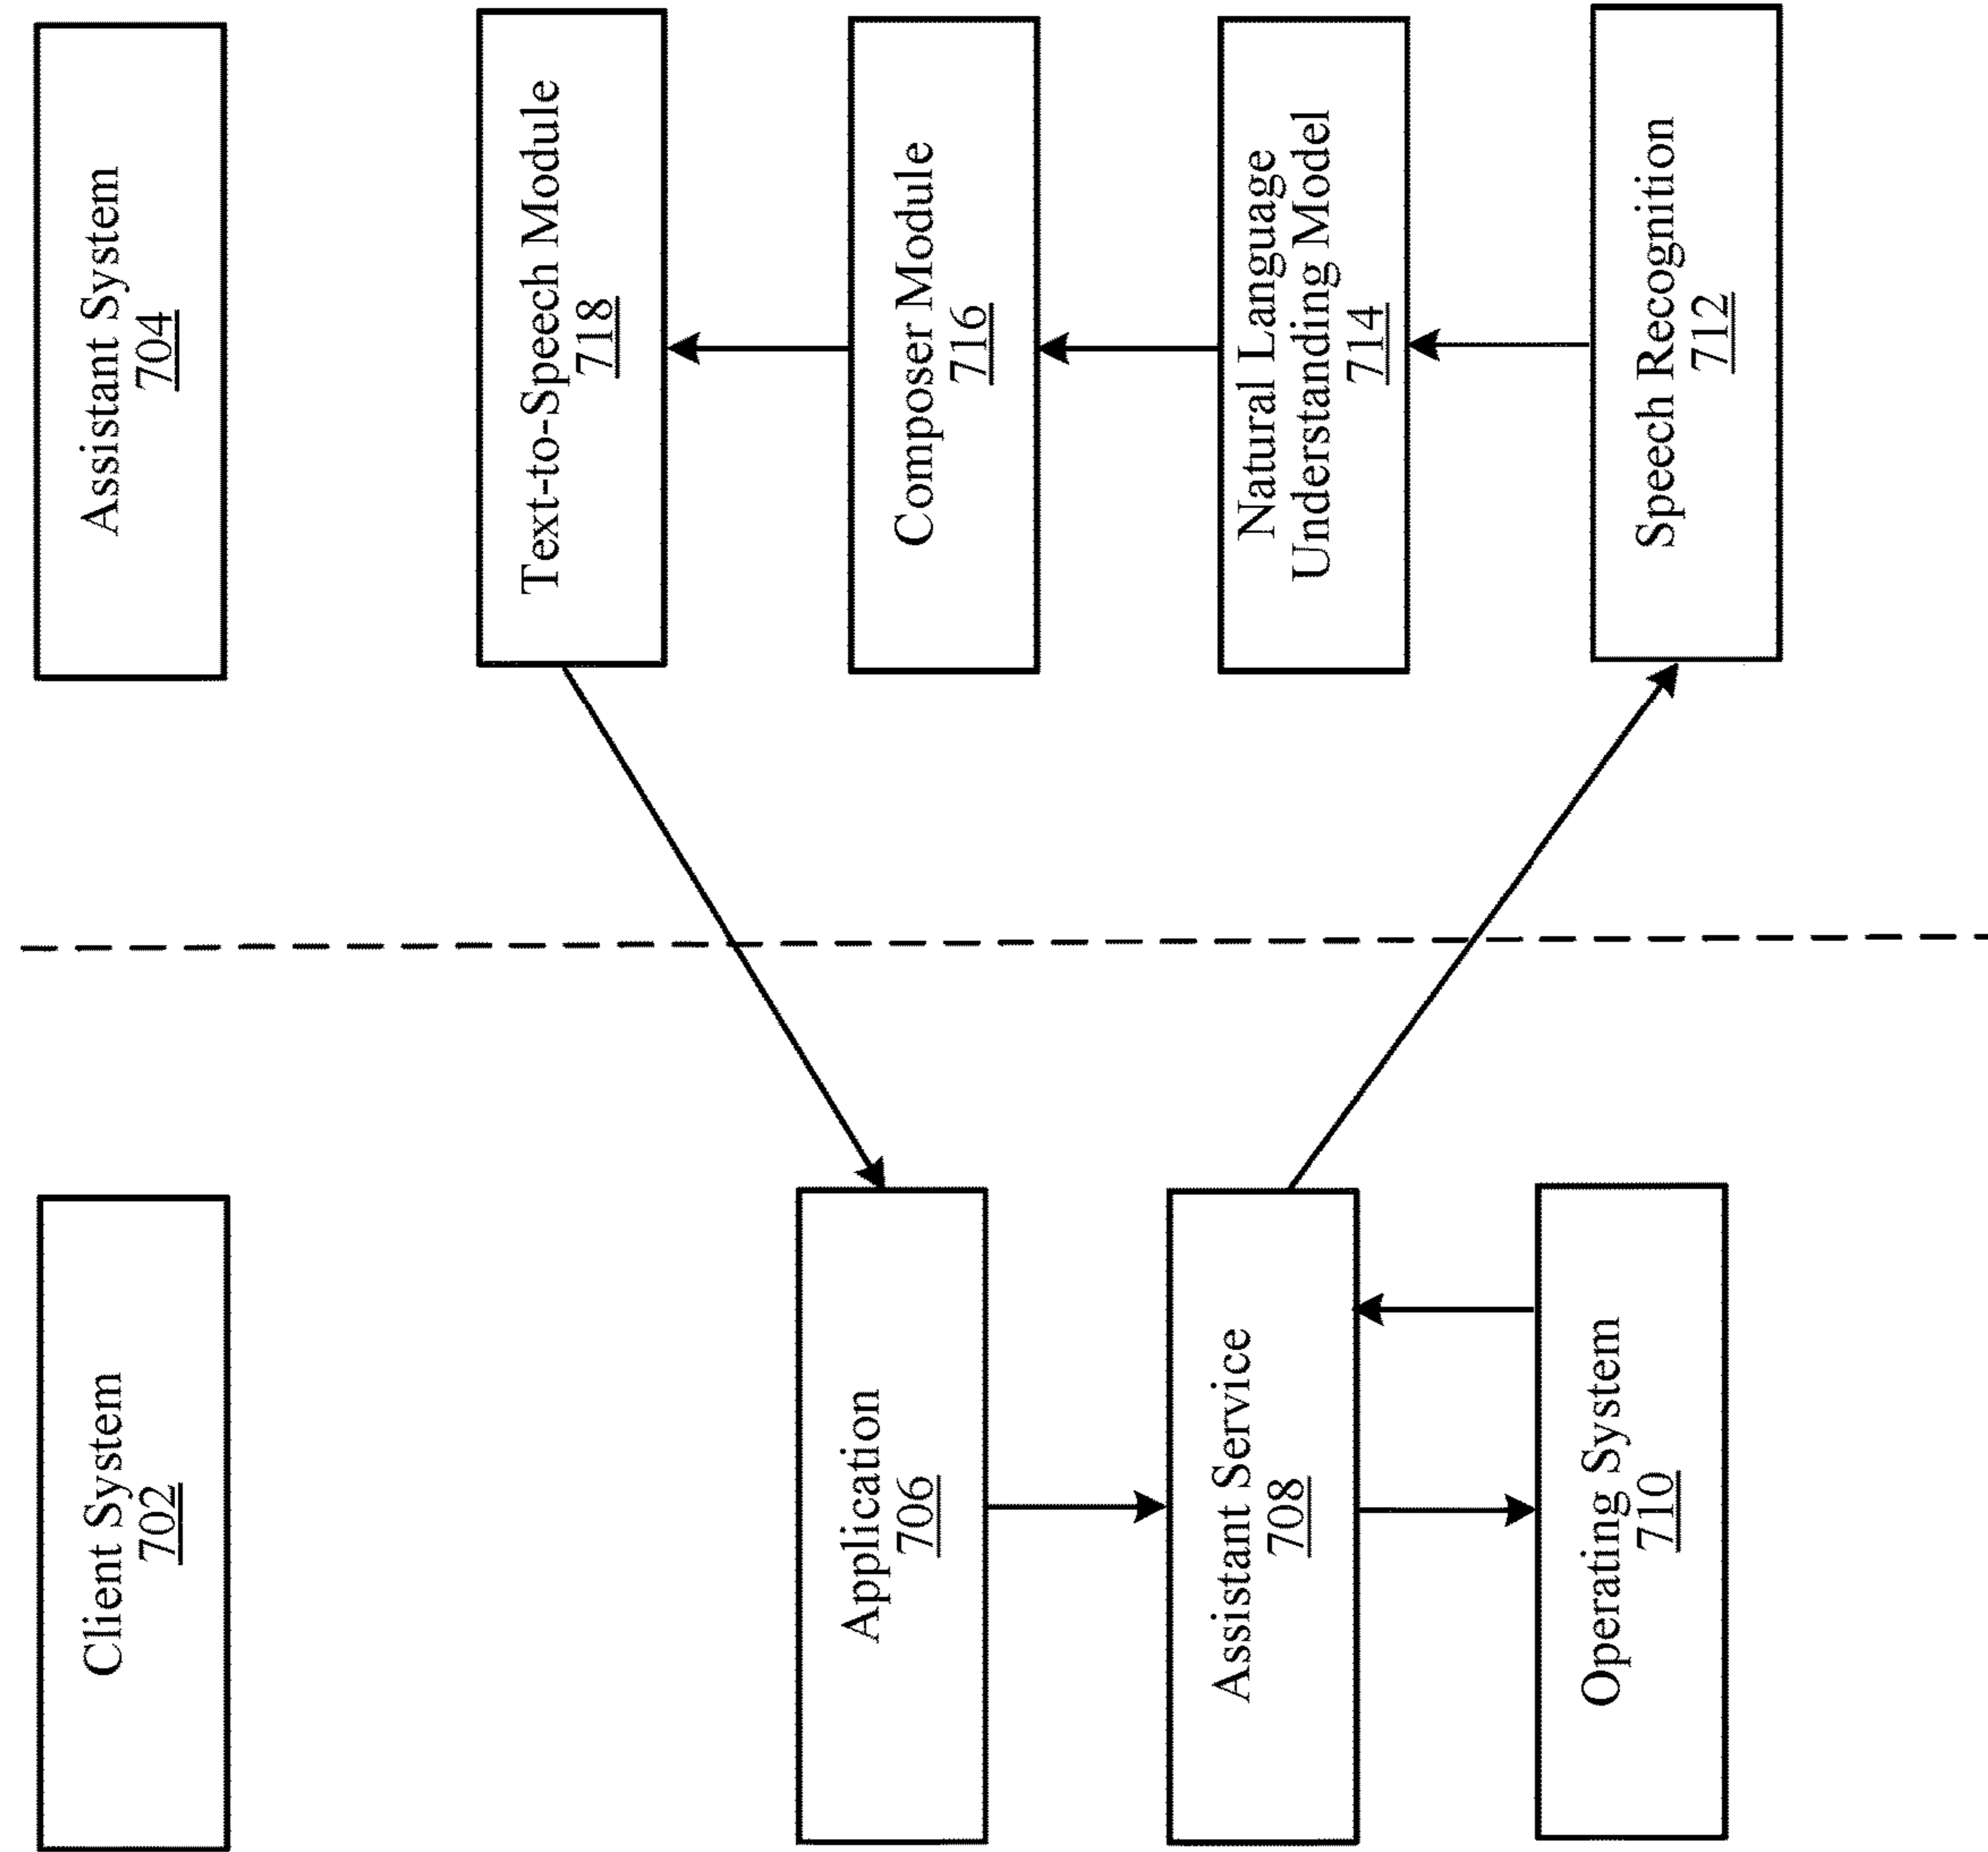 Client System
702
Application
706
Assistant Service
708
Operating System
710
Assistant System
704
Text-to-Speech Module
718
Composer Module
716
Natural Language
Understanding Model
714
Speech Recognition
712